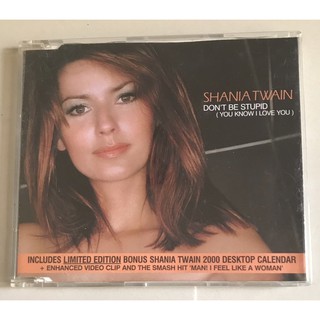 SHANIA TWAIN
DON'T BE STUPID
( YOU KNOW I LOVE YOU )
INCLUDES LIMITED EDITION BONUS SHANIA TWAIN 2000 DESKTOP CALENDAR
+ ENHANCED VIDEO CLIP AND THE SMASH HIT 'MAN! I FEEL LIKE A WOMAN'